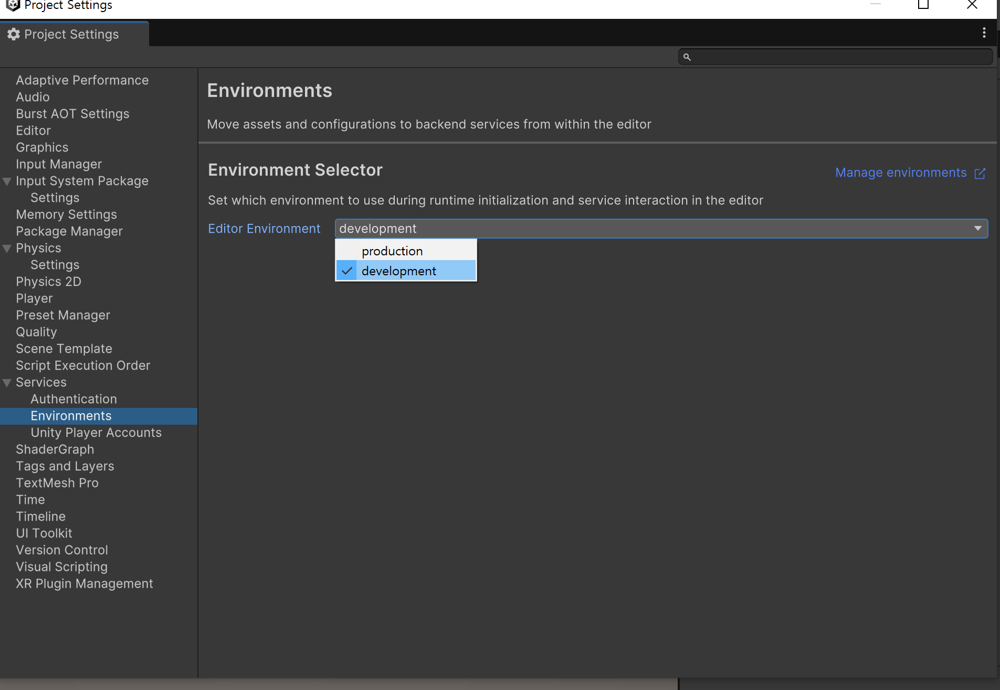 Project Settings
Project Settings
Adaptive Performance
Audio
Burst AOT Settings
Editor
Graphics
Input Manager
Input System Package
Settings
Memory Settings
Package Manager
Physics
Settings
Physics 2D
Player
Preset Manager
Quality
Scene Template
Script Execution Order
Services
Authentication
Environments
Unity Player Accounts
ShaderGraph
Tags and Layers
TextMesh Pro
Time
Timeline
UI Toolkit
Version Control
Visual Scripting
XR Plugin Management
Environments
Move assets and configurations to backend services from within the editor
Environment Selector
Manage environments
Set which environment to use during runtime initialization and service interaction in the editor
Editor Environment development
production
development